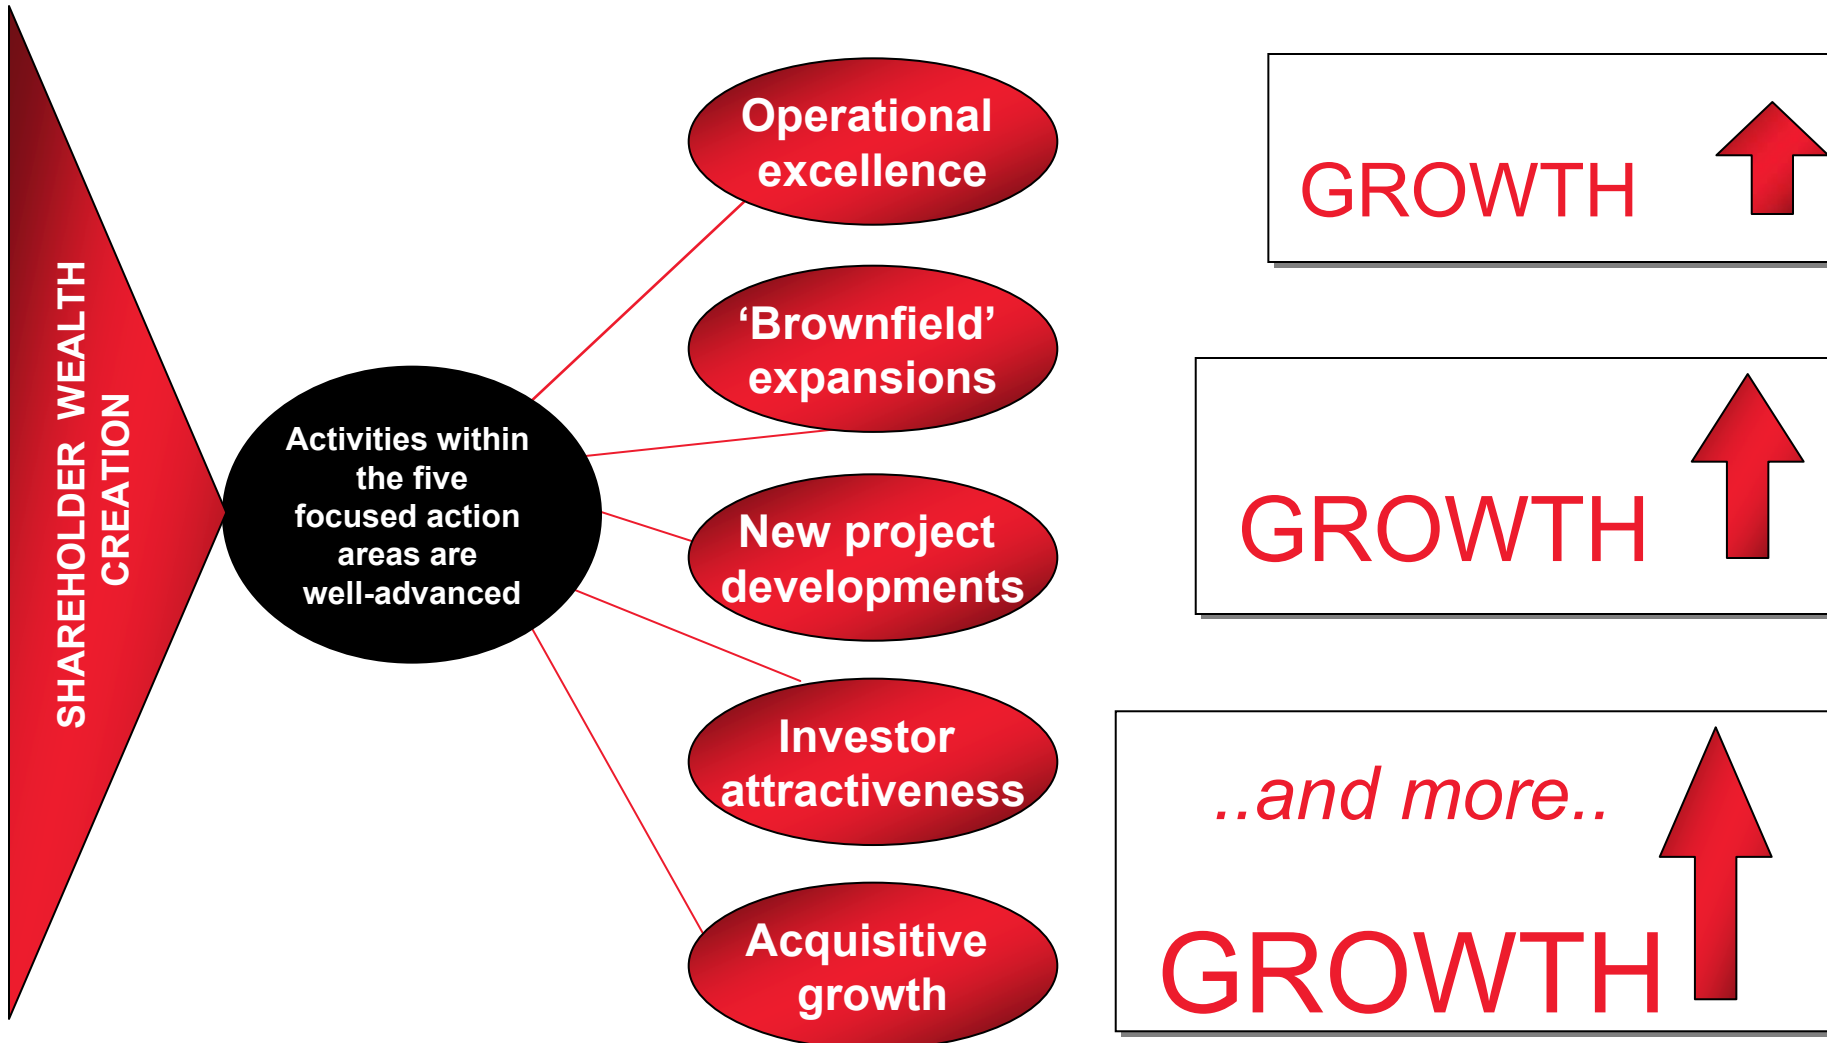 SHAREHOLDER WEALTH
CREATION
Activities within
the five
focused action
areas are
well-advanced
Operational
excellence
‘Brownfield’
expansions
New project
developments
Investor
attractiveness
Acquisitive
growth
GROWTH
GROWTH
..and more..
GROWTH